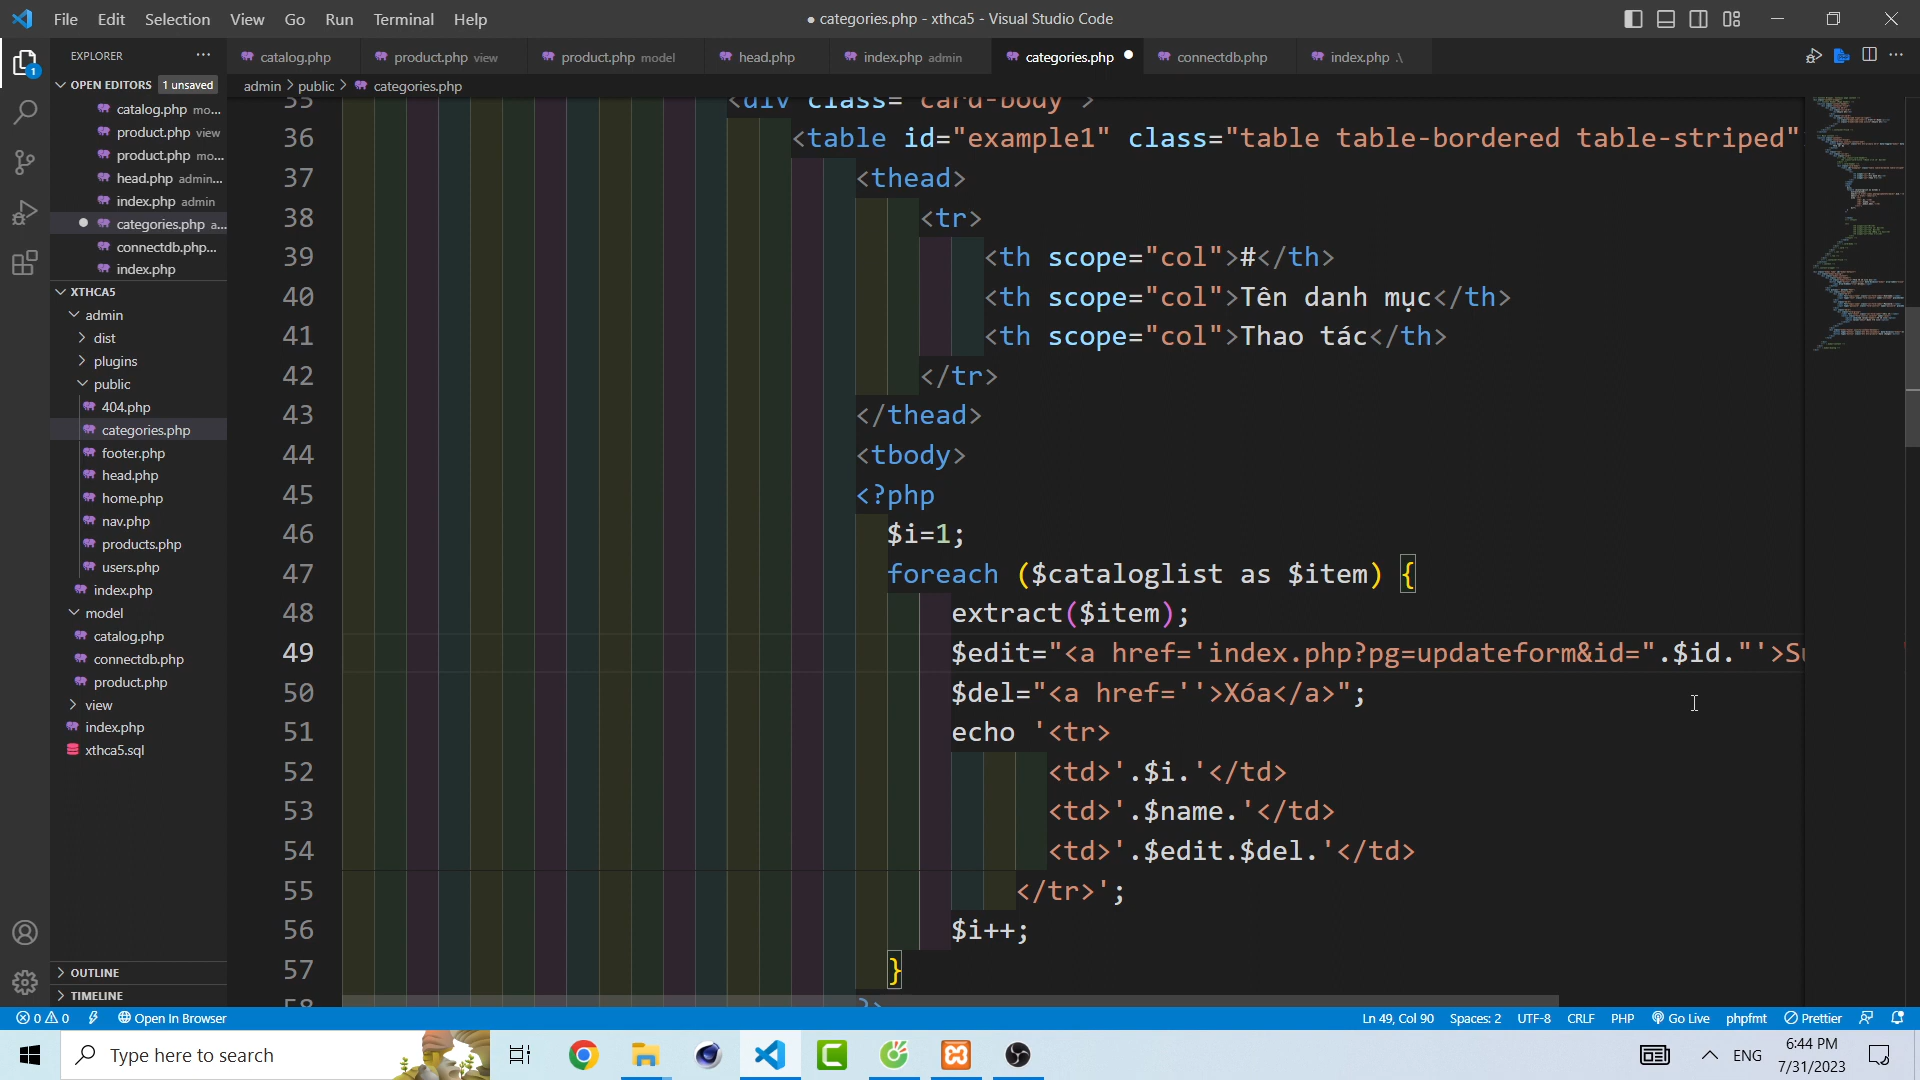 File Edit Selection View Go Run Terminal Help
● categories.php - xthca5 - Visual Studio Code
EXPLORER ···
catalog.php
product.php view
product.php model
head.php
index.php admin
categories.php ●
connectdb.php
index.php .\
OPEN EDITORS 1 unsaved
catalog.php mo...
product.php view
product.php mo...
head.php admin...
index.php admin
categories.php a...
connectdb.php...
index.php
XTHCA5
admin
dist
plugins
public
404.php
categories.php
footer.php
head.php
home.php
nav.php
products.php
users.php
index.php
model
catalog.php
connectdb.php
product.php
view
index.php
xthca5.sql
OUTLINE
TIMELINE
admin > public > categories.php
35 <div class="card-body">
36 <table id="example1" class="table table-bordered table-striped"
37 <thead>
38 <tr>
39 <th scope="col">#</th>
40 <th scope="col">Tên danh mục</th>
41 <th scope="col">Thao tác</th>
42 </tr>
43 </thead>
44 <tbody>
45 <?php
46 $i=1;
47 foreach ($cataloglist as $item) {
48 extract($item);
49 $edit="<a href='index.php?pg=updateform&id=".$id."'>S
50 $del="<a href=''>Xóa</a>";
51 echo '<tr>
52 <td>'.$i.'</td>
53 <td>'.$name.'</td>
54 <td>'.$edit.$del.'</td>
55 </tr>';
56 $i++;
57 }
58 ?>
0 0 Open In Browser
Ln 49, Col 90 Spaces: 2 UTF-8 CRLF PHP Go Live phpfmt Prettier
Type here to search
ENG
6:44 PM
7/31/2023
1